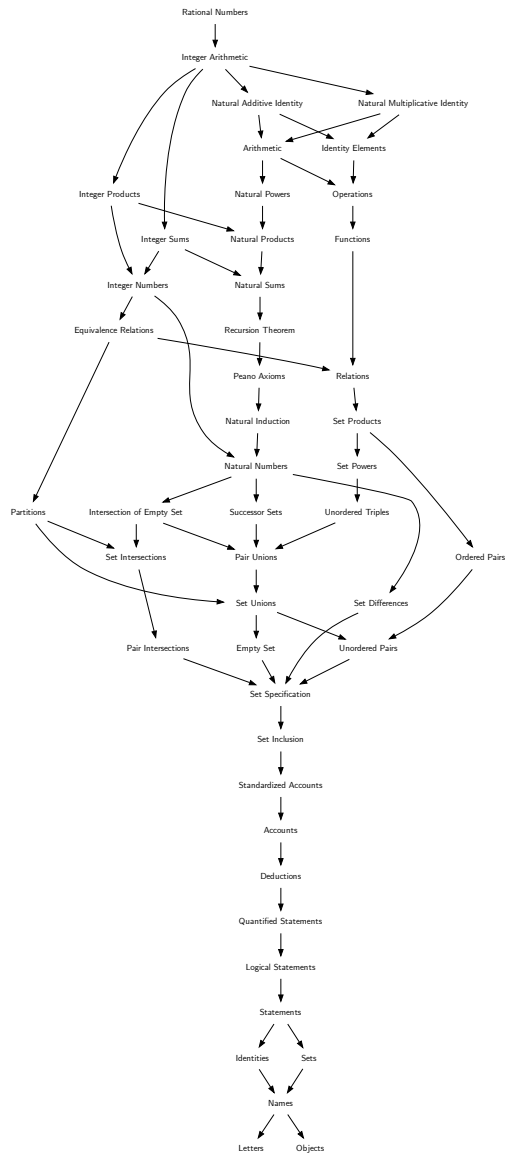 Rational Numbers
Integer Arithmetic
Natural Additive Identity
Natural Multiplicative Identity
Arithmetic
Identity Elements
Integer Products
Natural Powers
Operations
Integer Sums
Natural Products
Functions
Integer Numbers
Natural Sums
Equivalence Relations
Recursion Theorem
Peano Axioms
Relations
Natural Induction
Set Products
Natural Numbers
Set Powers
Partitions
Intersection of Empty Set
Successor Sets
Unordered Triples
Set Intersections
Pair Unions
Ordered Pairs
Set Unions
Set Differences
Pair Intersections
Empty Set
Unordered Pairs
Set Specification
Set Inclusion
Standardized Accounts
Accounts
Deductions
Quantified Statements
Logical Statements
Statements
Identities
Sets
Names
Letters
Objects